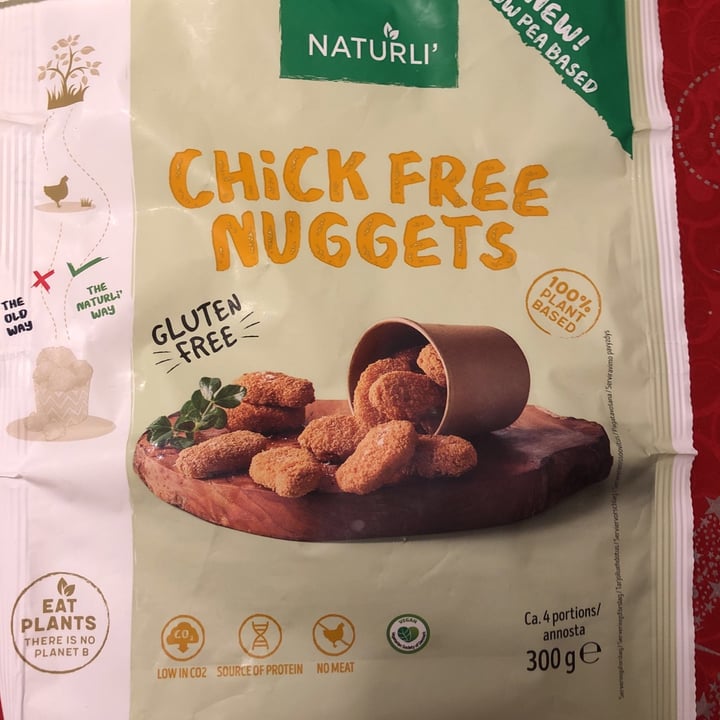 NATURLI'
NEW!
NOW PEA BASED
CHiCK FREE
NUGGETS
100%
PLANT
BASED
GLUTEN
FREE
THE
OLD
WAY
THE
NATURLI'
WAY
EAT
PLANTS
THERE IS NO
PLANET B
CO2
LOW IN CO2
SOURCE OF PROTEIN
NO MEAT
VEGAN
Ca. 4 portions/
annosta
300 g e